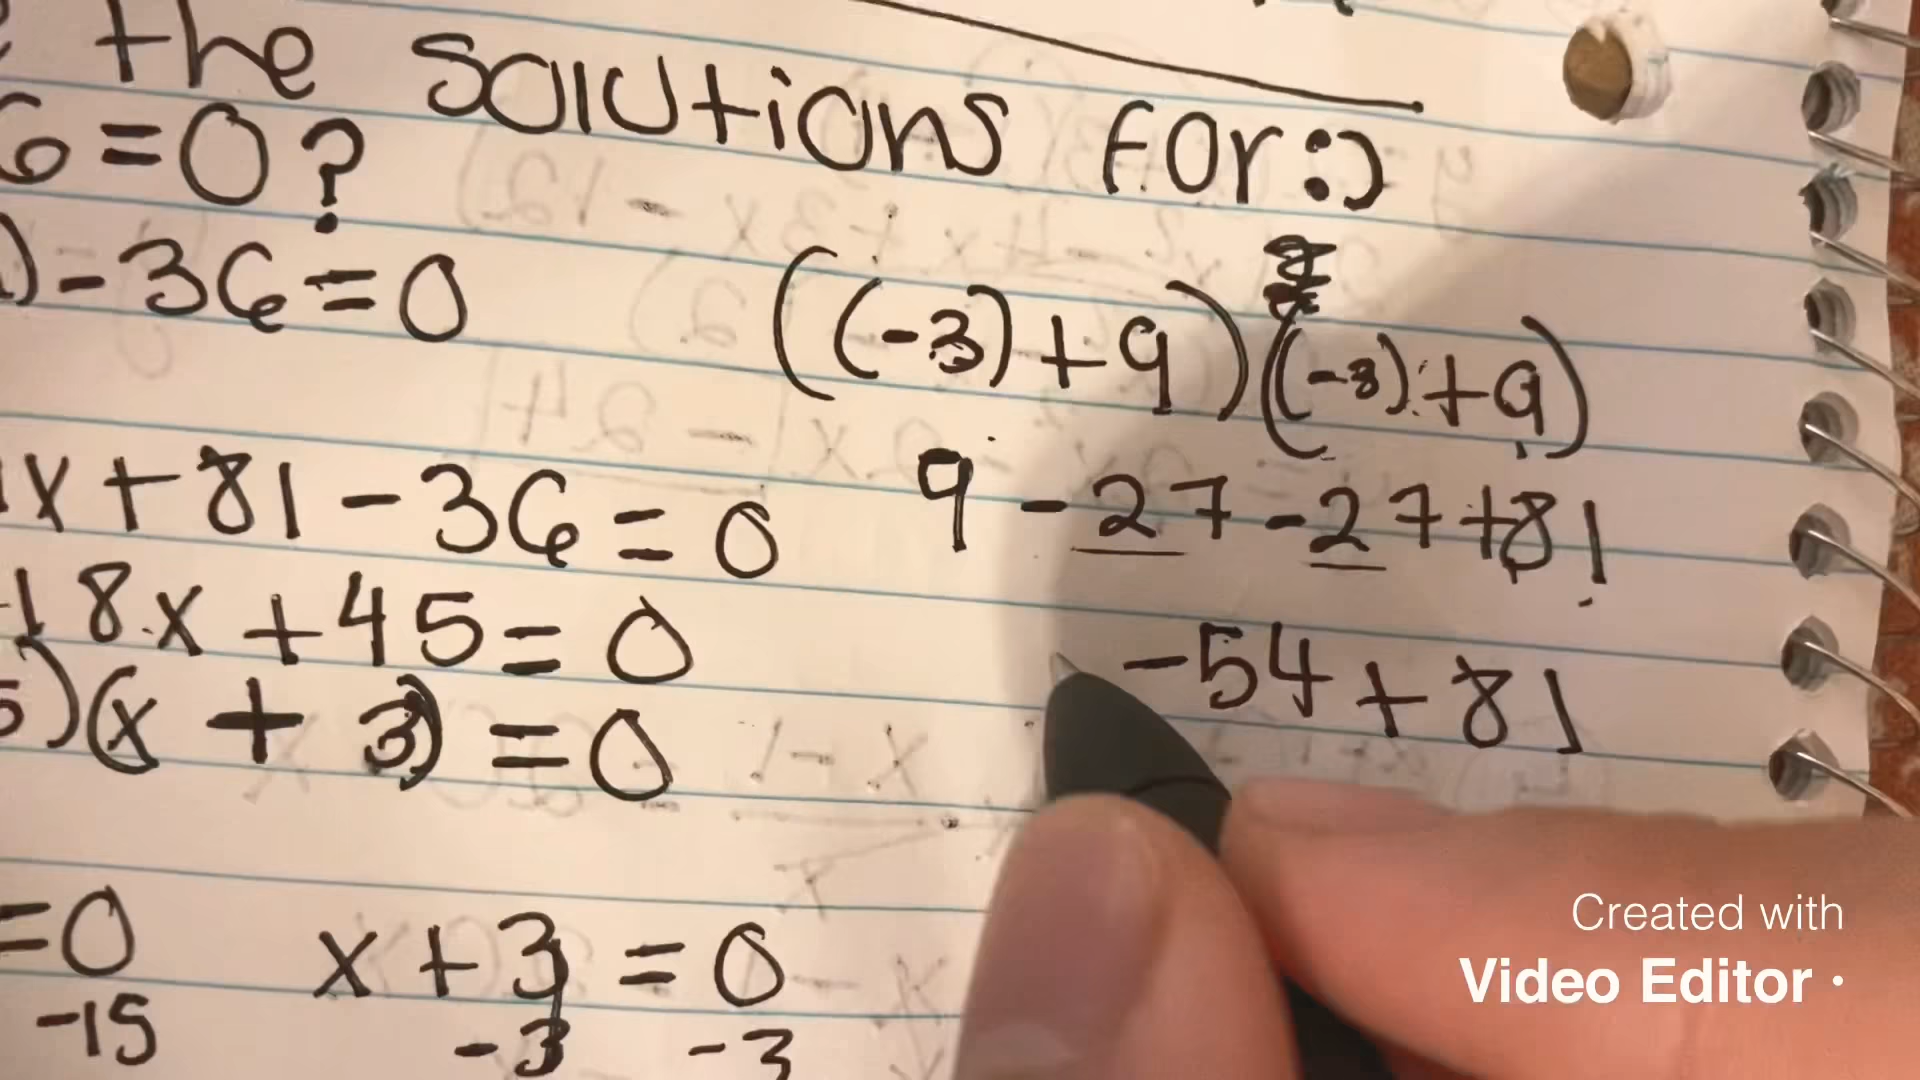 the solutions for:)
6=0?
)-36=0
((-3)+9)((-3)+9)
x+81-36=0
9-27-27+81
18x+45=0
-54+81
5)(x+3)=0
=0
x+3=0
-15
-3 -3
Created with
Video Editor •